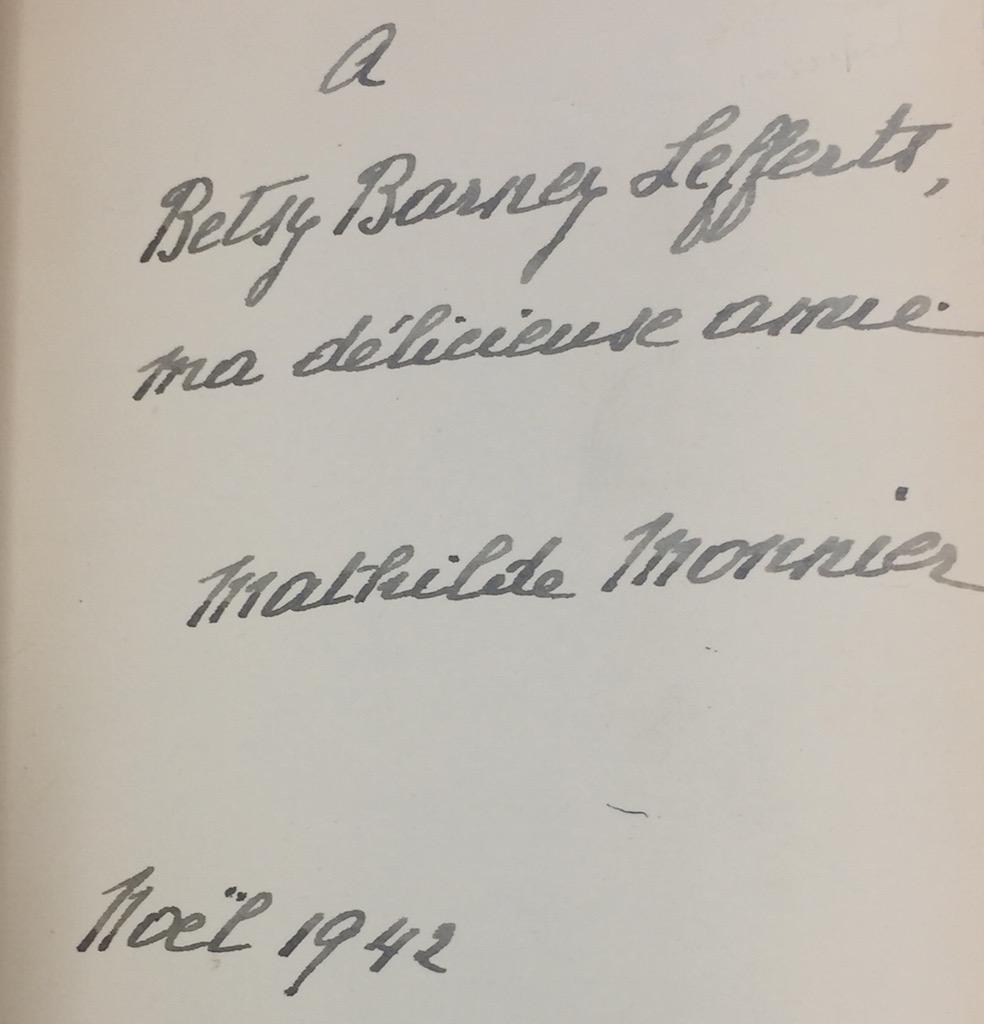 A
Betsy Barney Lefferts,
ma délicieuse amie
Mathilde Monnier
Noël 1942